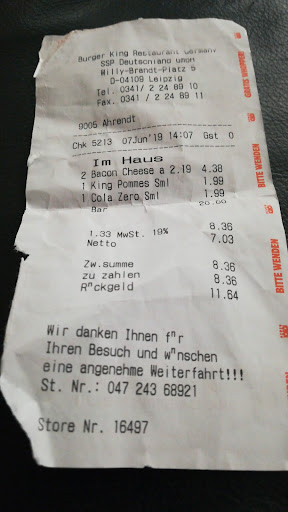 Burger King Restaurant Germany
SSP Deutschland GmbH
Willy-Brandt-Platz 5
D-04109 Leipzig
Tel. 0341/ 2 24 89 10
Fax. 0341 / 2 24 89 11
9005 Ahrendt
Chk 5213 07Jun'19 14:07 Gst 0
Im Haus
2 Bacon Cheese a 2.19 4.38
1 King Pommes Sml 1.99
1 Cola Zero Sml 1.99
Bar 20.00
8.36
1.33 MwSt. 19% 7.03
Netto
Zw.summe 8.36
zu zahlen 8.36
Rⁿckgeld 11.64
Wir danken Ihnen fⁿr
Ihren Besuch und wⁿnschen
eine angenehme Weiterfahrt!!!
St. Nr.: 047 243 68921
Store Nr. 16497
GRATIS WHOPPER
BITTE WENDEN
BITTE WENDEN
BITTE WENDEN